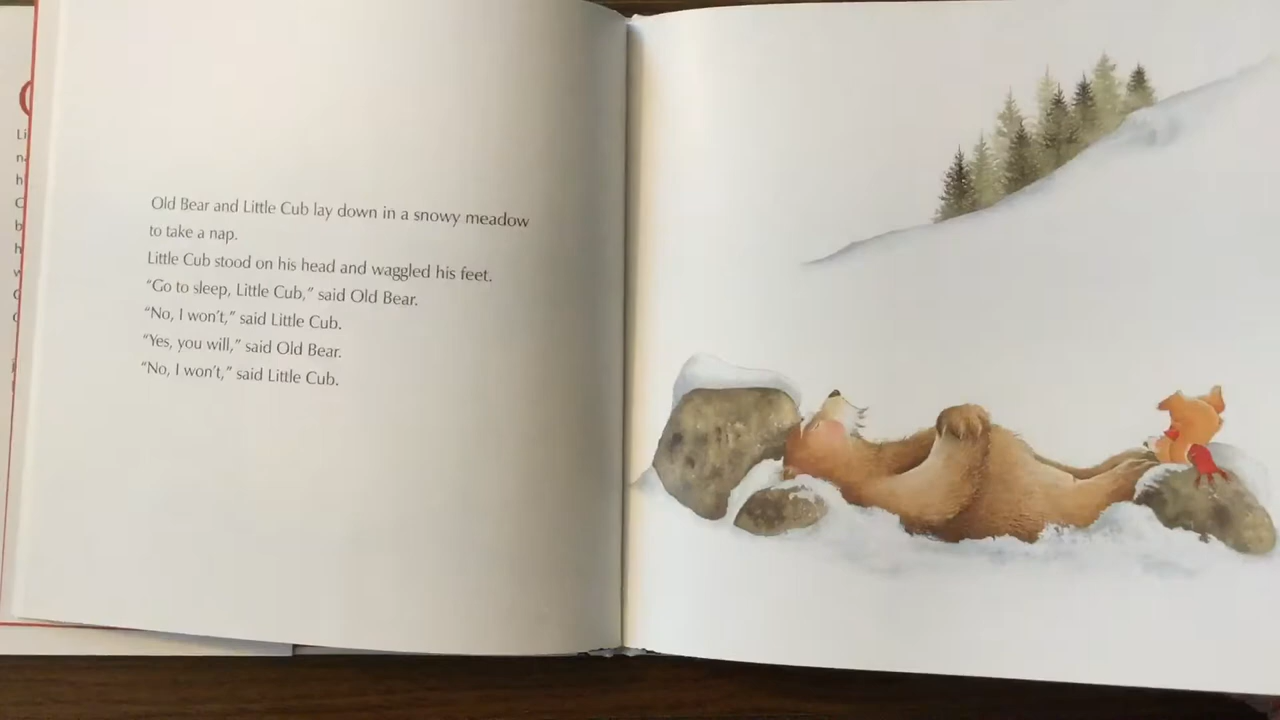 Old Bear and Little Cub lay down in a snowy meadow
to take a nap.
Little Cub stood on his head and waggled his feet.
“Go to sleep, Little Cub,” said Old Bear.
“No, I won’t,” said Little Cub.
“Yes, you will,” said Old Bear.
“No, I won’t,” said Little Cub.